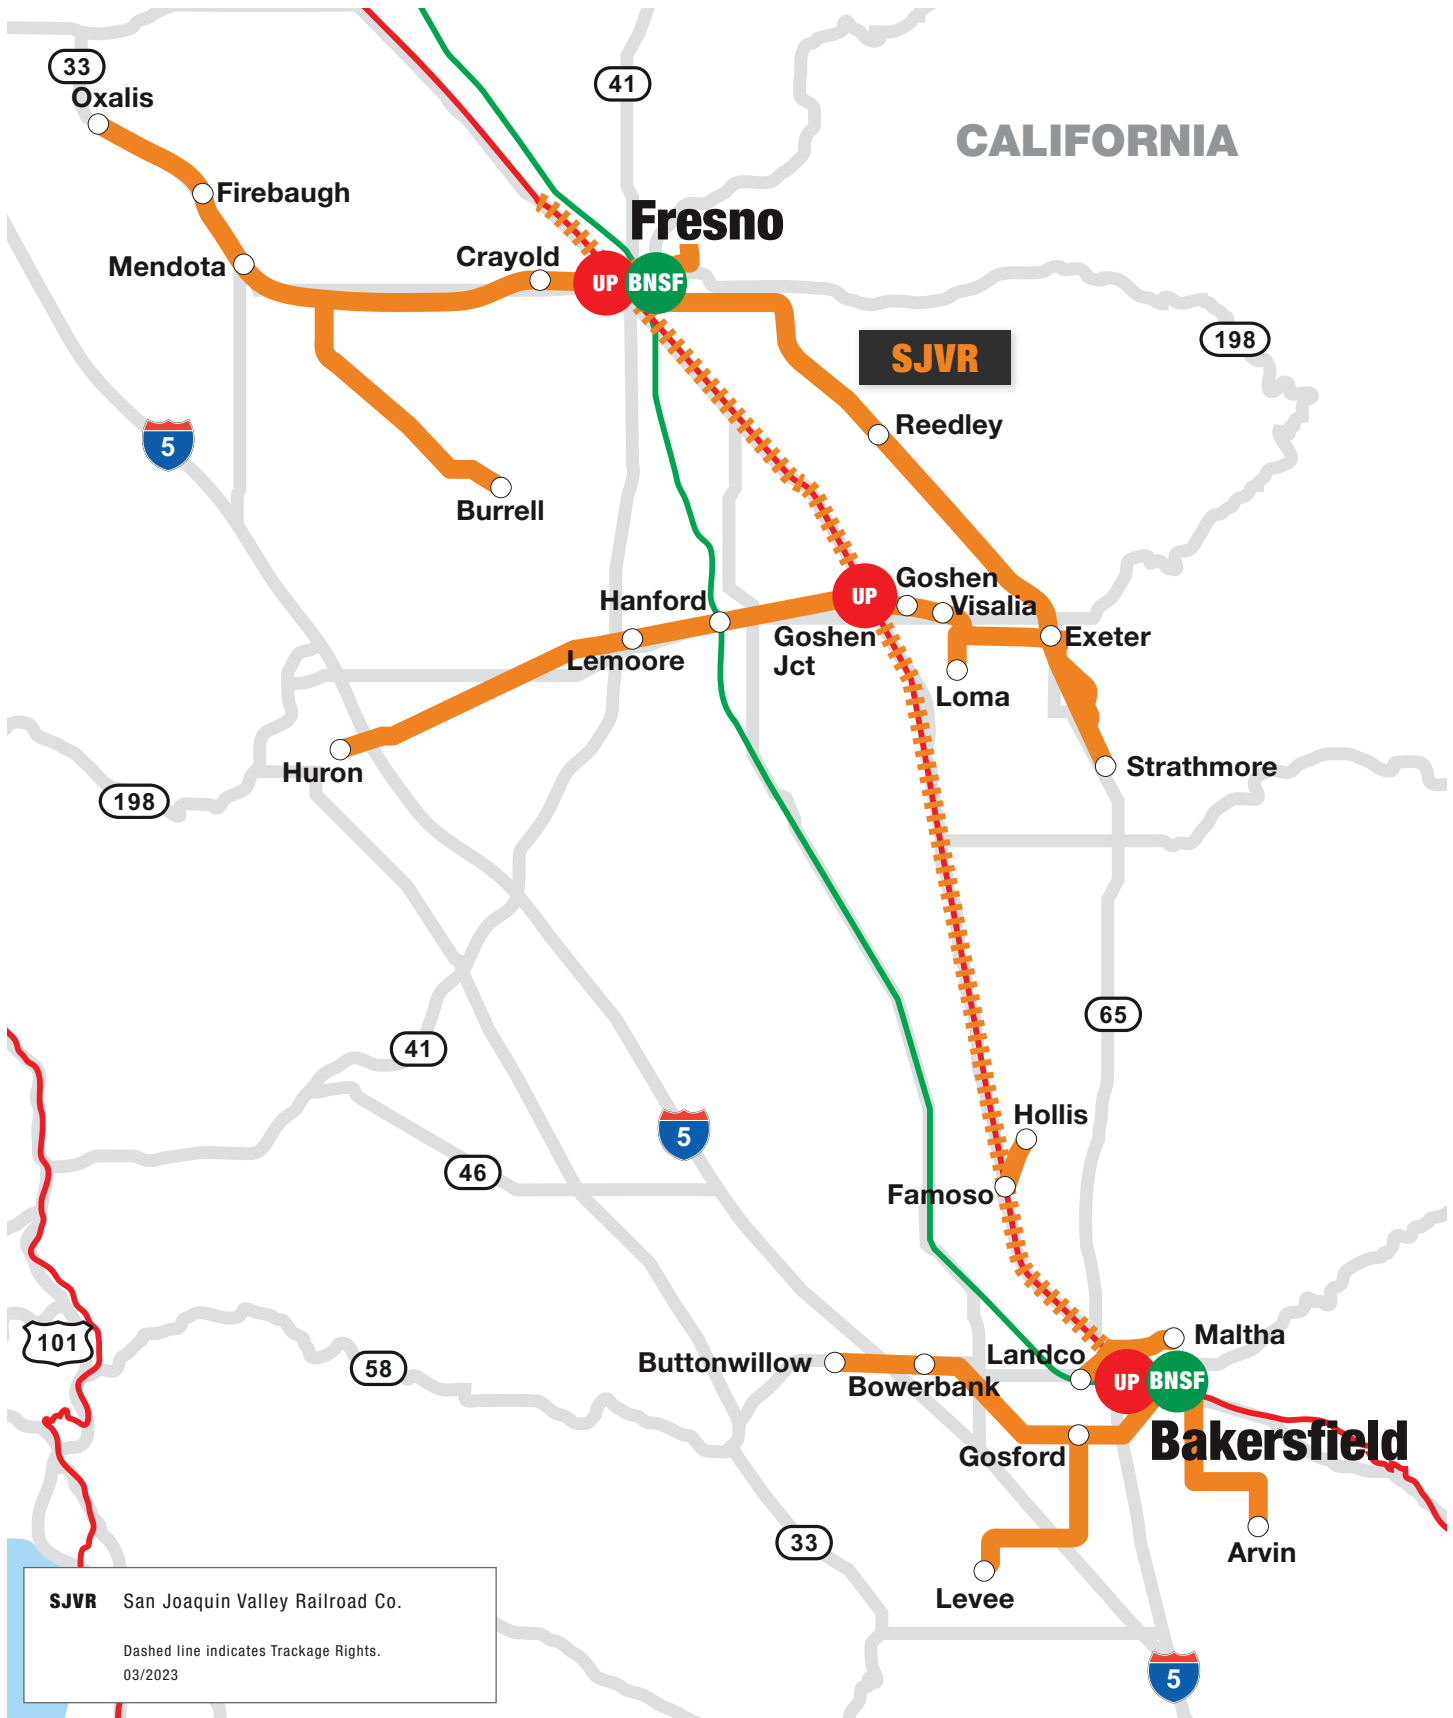 33
Oxalis
41
CALIFORNIA
Firebaugh
Fresno
Crayold
Mendota
UP
BNSF
198
SJVR
Reedley
5
Burrell
Goshen
UP
Hanford
Visalia
Goshen
Jct
Exeter
Lemoore
Loma
Huron
Strathmore
198
65
41
Hollis
5
46
Famoso
101
Maltha
Landco
Buttonwillow
58
Bowerbank
UP
BNSF
Bakersfield
Gosford
33
Arvin
Levee
SJVR San Joaquin Valley Railroad Co.
Dashed line indicates Trackage Rights.
03/2023
5